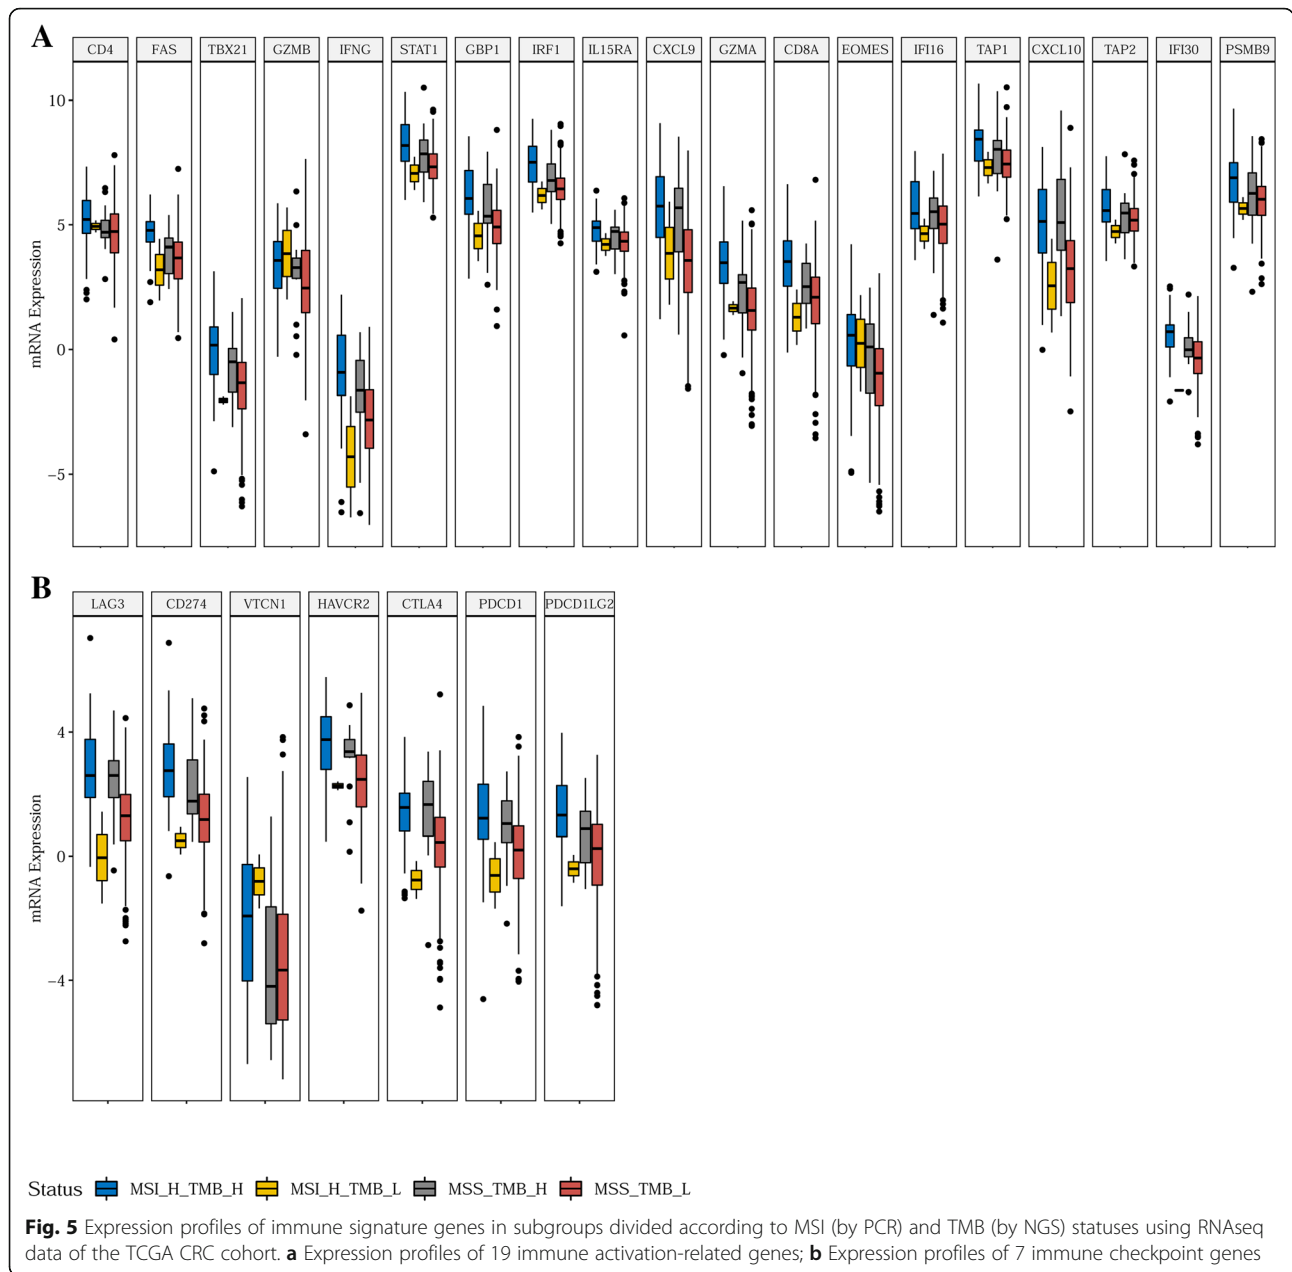 A
CD4 FAS TBX21 GZMB IFNG STAT1 GBP1 IRF1 IL15RA CXCL9 GZMA CD8A EOMES IFI16 TAP1 CXCL10 TAP2 IFI30 PSMB9
10
5
0
−5
mRNA Expression
B
LAG3 CD274 VTCN1 HAVCR2 CTLA4 PDCD1 PDCD1LG2
4
0
−4
mRNA Expression
Status MSI_H_TMB_H MSI_H_TMB_L MSS_TMB_H MSS_TMB_L
Fig. 5 Expression profiles of immune signature genes in subgroups divided according to MSI (by PCR) and TMB (by NGS) statuses using RNAseq
data of the TCGA CRC cohort. a Expression profiles of 19 immune activation-related genes; b Expression profiles of 7 immune checkpoint genes